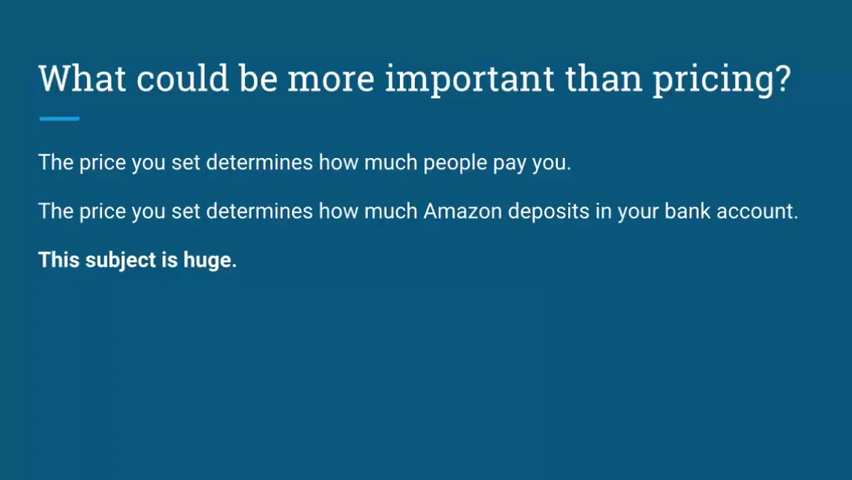 What could be more important than pricing?
The price you set determines how much people pay you.
The price you set determines how much Amazon deposits in your bank account.
This subject is huge.